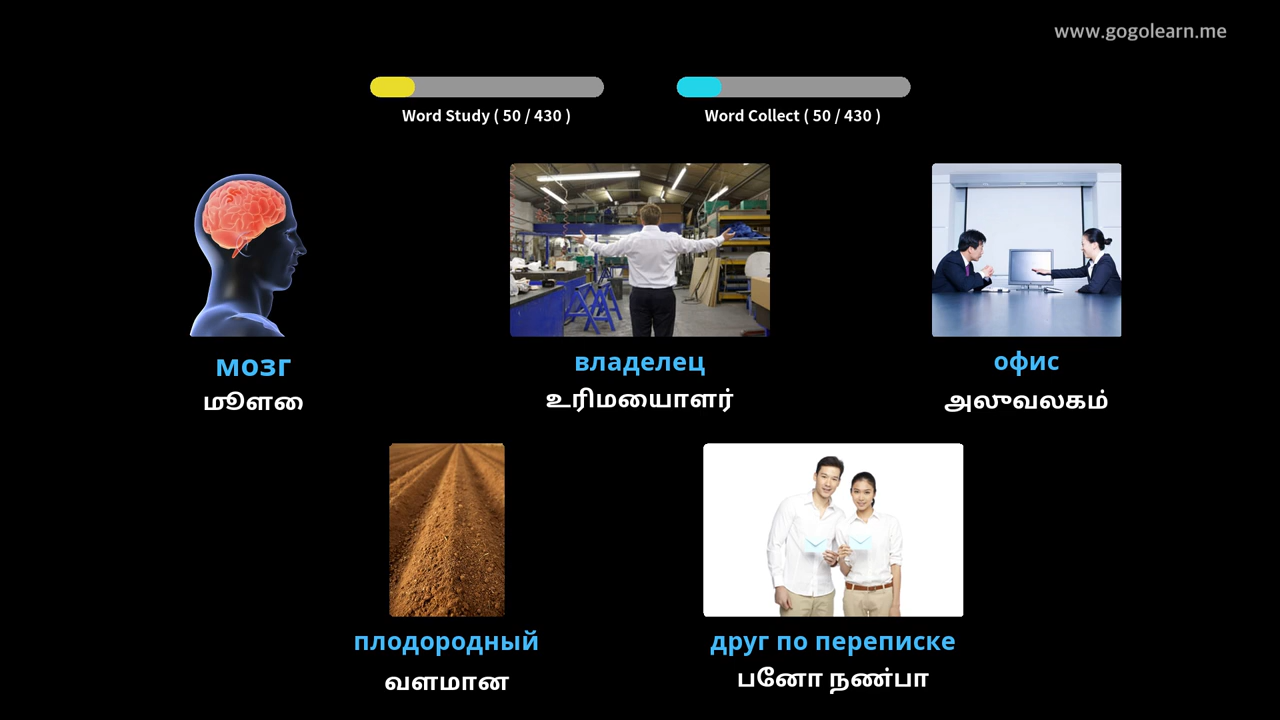 www.gogolearn.me
Word Study ( 50 / 430 )
Word Collect ( 50 / 430 )
мозг
மூளை
владелец
உரிமையாளர்
офис
அலுவலகம்
плодородный
வளமான
друг по переписке
பனோ நண்பா